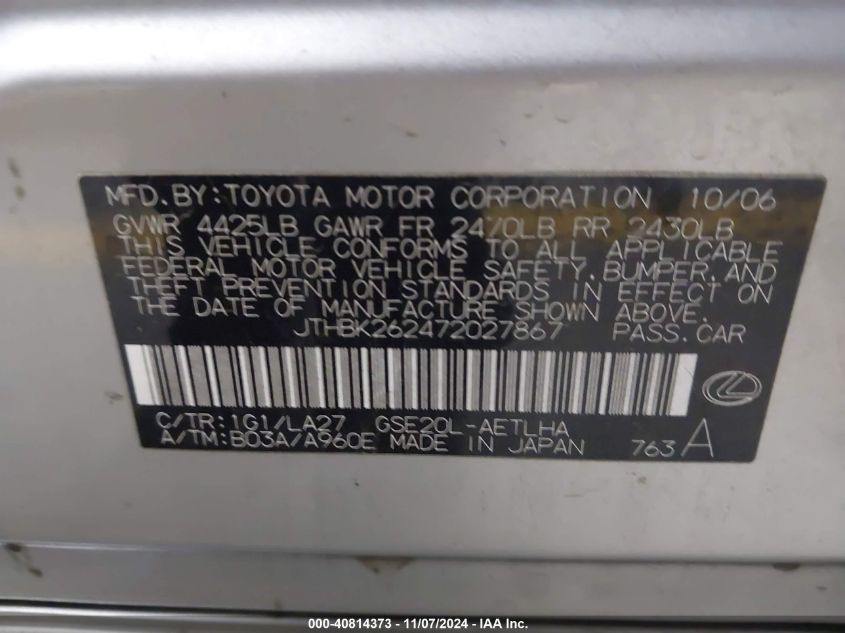 MFD.BY:TOYOTA MOTOR CORPORATION 10/06
GVWR 4425LB GAWR FR 2470LB RR 2430LB
THIS VEHICLE CONFORMS TO ALL APPLICABLE
FEDERAL MOTOR VEHICLE SAFETY,BUMPER,AND
THEFT PREVENTION STANDARDS IN EFFECT ON
THE DATE OF MANUFACTURE SHOWN ABOVE.
JTHBK262472027867 PASS.CAR
C/TR:1G1/LA27 GSE20L-AETLHA
A/TM:B03A/A960E MADE IN JAPAN 763A
000-40814373 - 11/07/2024 - IAA Inc.